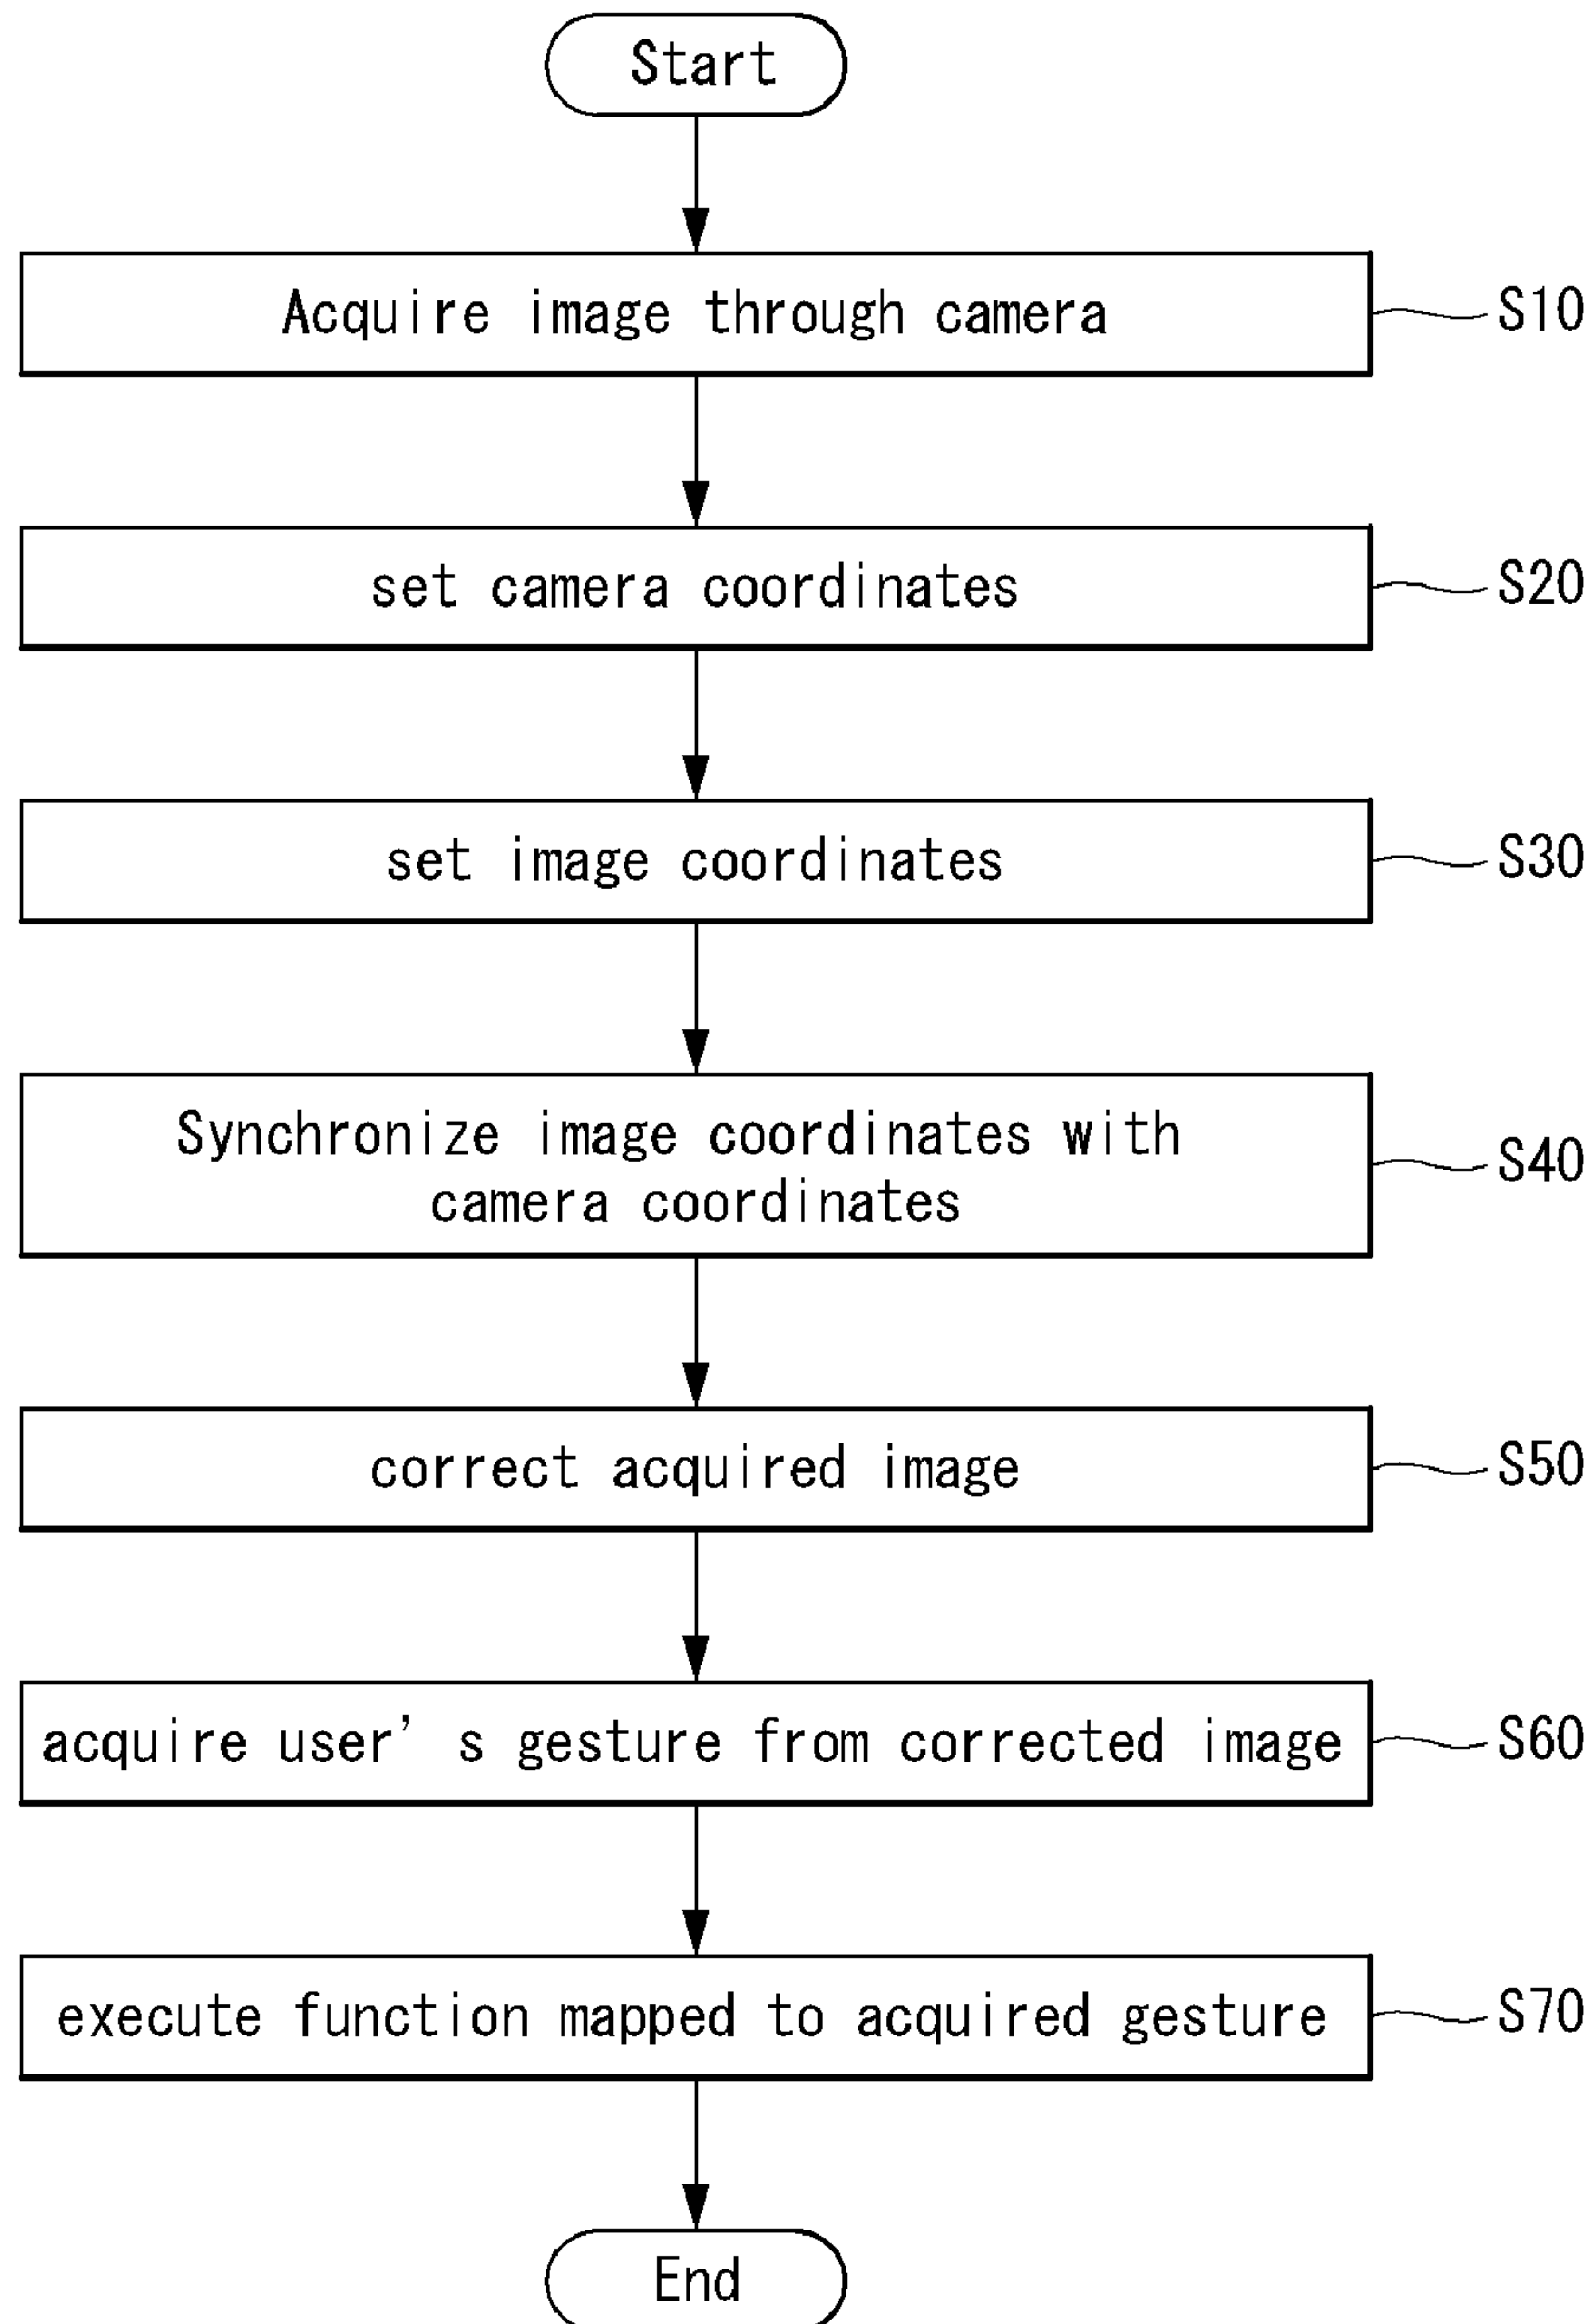 Start
Acquire image through camera
S10
set camera coordinates
S20
set image coordinates
S30
Synchronize image coordinates with
camera coordinates
S40
correct acquired image
S50
acquire user’s gesture from corrected image
S60
execute function mapped to acquired gesture
S70
End